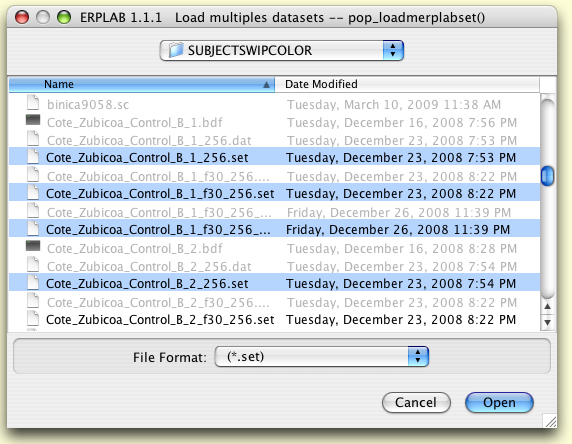 ERPLAB 1.1.1 Load multiples datasets -- pop_loadmerplabset()
SUBJECTSWIPCOLOR
Name Date Modified
binica9058.sc Tuesday, March 10, 2009 11:38 AM
Cote_Zubicoa_Control_B_1.bdf Tuesday, December 16, 2008 7:56 PM
Cote_Zubicoa_Control_B_1_256.dat Tuesday, December 23, 2008 7:53 PM
Cote_Zubicoa_Control_B_1_256.set Tuesday, December 23, 2008 7:53 PM
Cote_Zubicoa_Control_B_1_f30_256.... Tuesday, December 23, 2008 8:22 PM
Cote_Zubicoa_Control_B_1_f30_256.set Tuesday, December 23, 2008 8:22 PM
Cote_Zubicoa_Control_B_1_f30_256_... Friday, December 26, 2008 11:39 PM
Cote_Zubicoa_Control_B_1_f30_256_... Friday, December 26, 2008 11:39 PM
Cote_Zubicoa_Control_B_2.bdf Tuesday, December 16, 2008 8:28 PM
Cote_Zubicoa_Control_B_2_256.dat Tuesday, December 23, 2008 7:54 PM
Cote_Zubicoa_Control_B_2_256.set Tuesday, December 23, 2008 7:54 PM
Cote_Zubicoa_Control_B_2_f30_256.... Tuesday, December 23, 2008 8:22 PM
Cote_Zubicoa_Control_B_2_f30_256.set Tuesday, December 23, 2008 8:22 PM
File Format: (*.set)
Cancel Open